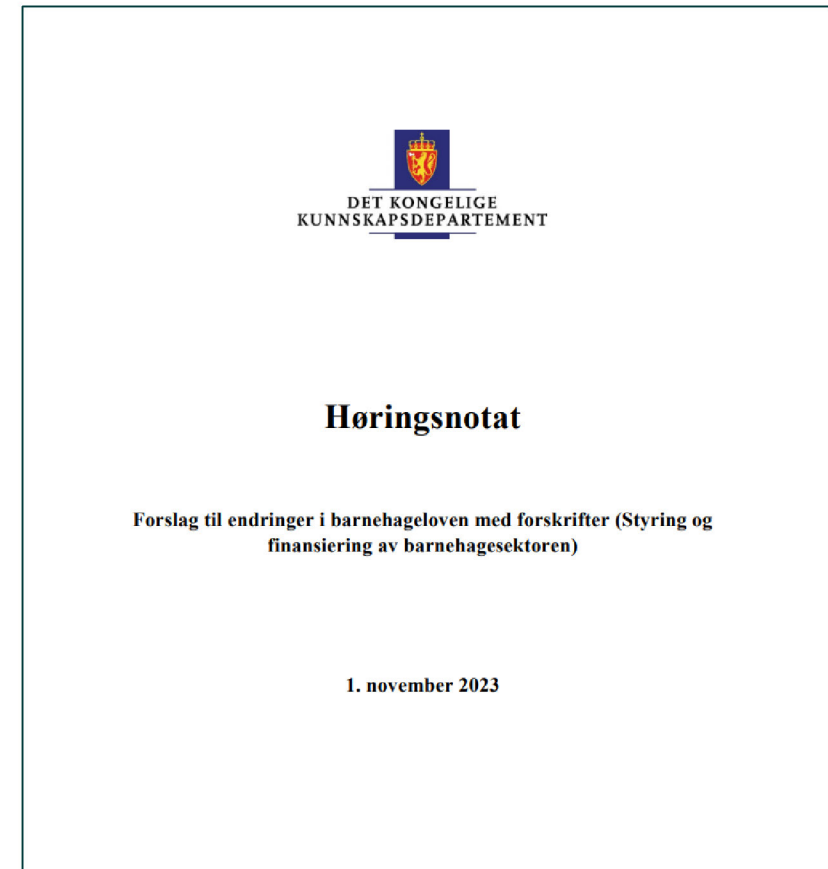 DET KONGELIGE
KUNNSKAPSDEPARTEMENT
Høringsnotat
Forslag til endringer i barnehageloven med forskrifter (Styring og
finansiering av barnehagesektoren)
1. november 2023